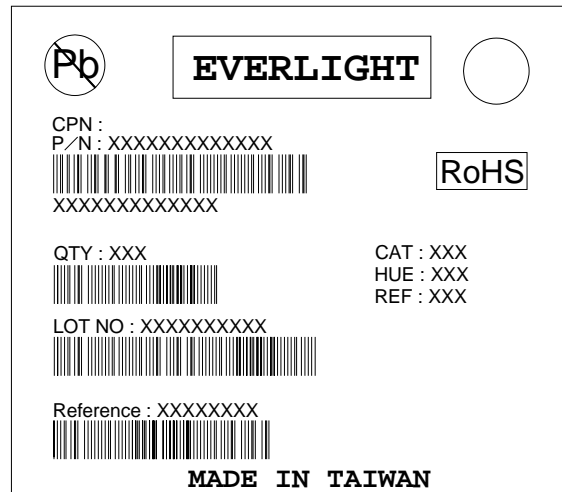 Pb
EVERLIGHT
CPN :
P／N : XXXXXXXXXXXXX
RoHS
XXXXXXXXXXXXX
QTY : XXX
CAT : XXX
HUE : XXX
REF : XXX
LOT NO : XXXXXXXXXX
Reference : XXXXXXXX
MADE IN TAIWAN